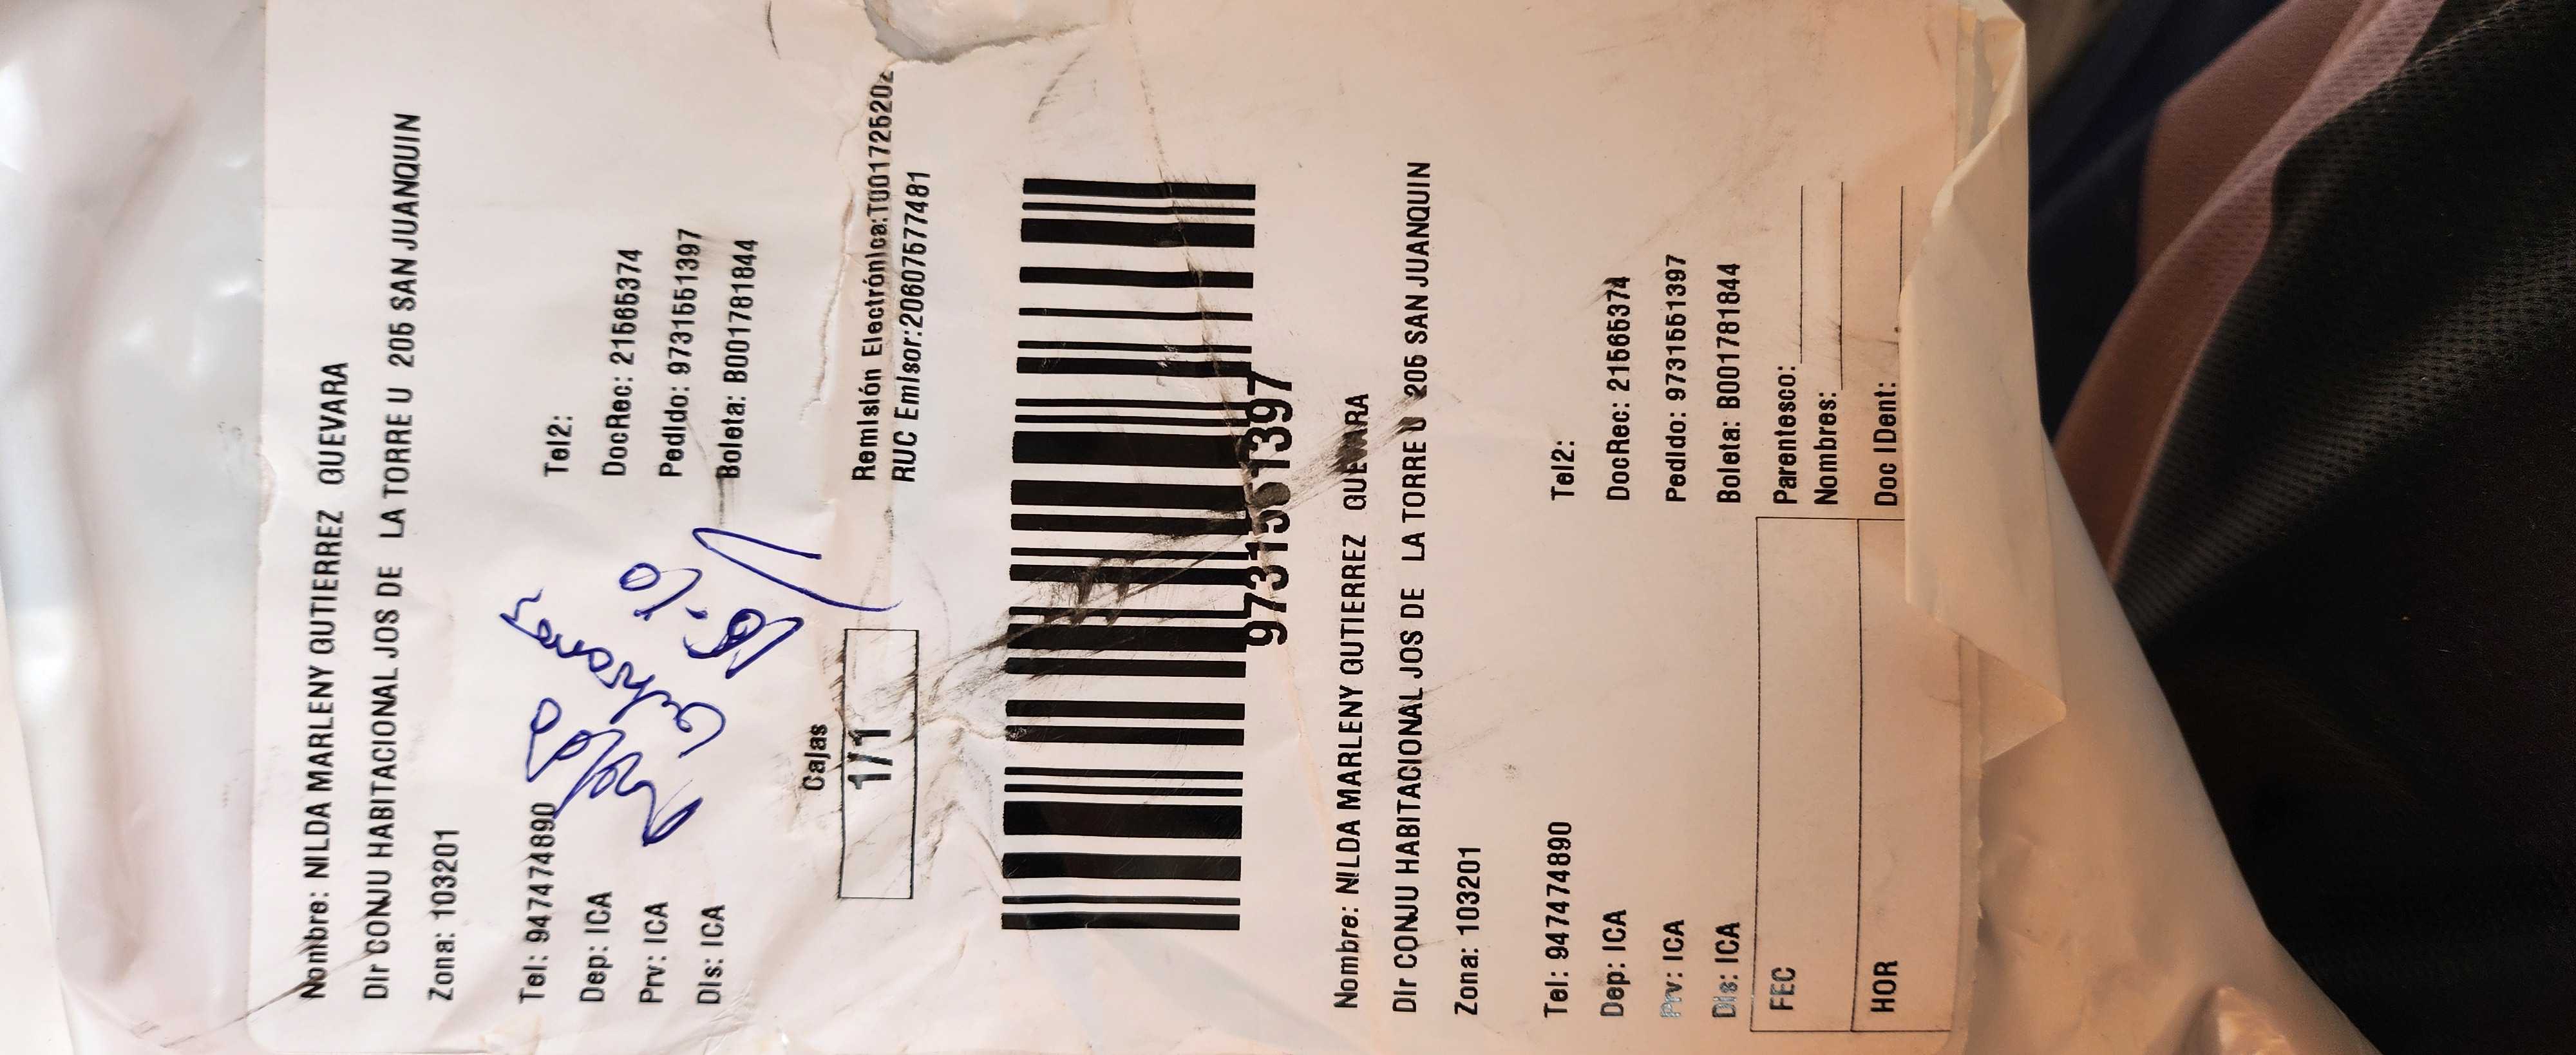 Nombre: NILDA MARLENY GUTIERREZ GUEVARA
Dir CONJU HABITACIONAL JOS DE LA TORRE U 205 SAN JUANQUIN
Zona: 103201
Tel: 947474890 Tel2:
Dep: ICA DocRec: 21565374
Prv: ICA Pedido: 9731551397
Dis: ICA Boleta: B001781844
Cajas
1/1
Remisión Electrónica:T00172520
RUC Emisor:20607577481
9731551397
Nombre: NILDA MARLENY GUTIERREZ GUEVARA
Dir CONJU HABITACIONAL JOS DE LA TORRE U 205 SAN JUANQUIN
Zona: 103201
Tel: 947474890 Tel2:
Dep: ICA DocRec: 21565374
Prv: ICA Pedido: 9731551397
Dis: ICA Boleta: B001781844
FEC Parentesco:
Nombres:
HOR Doc IDent: